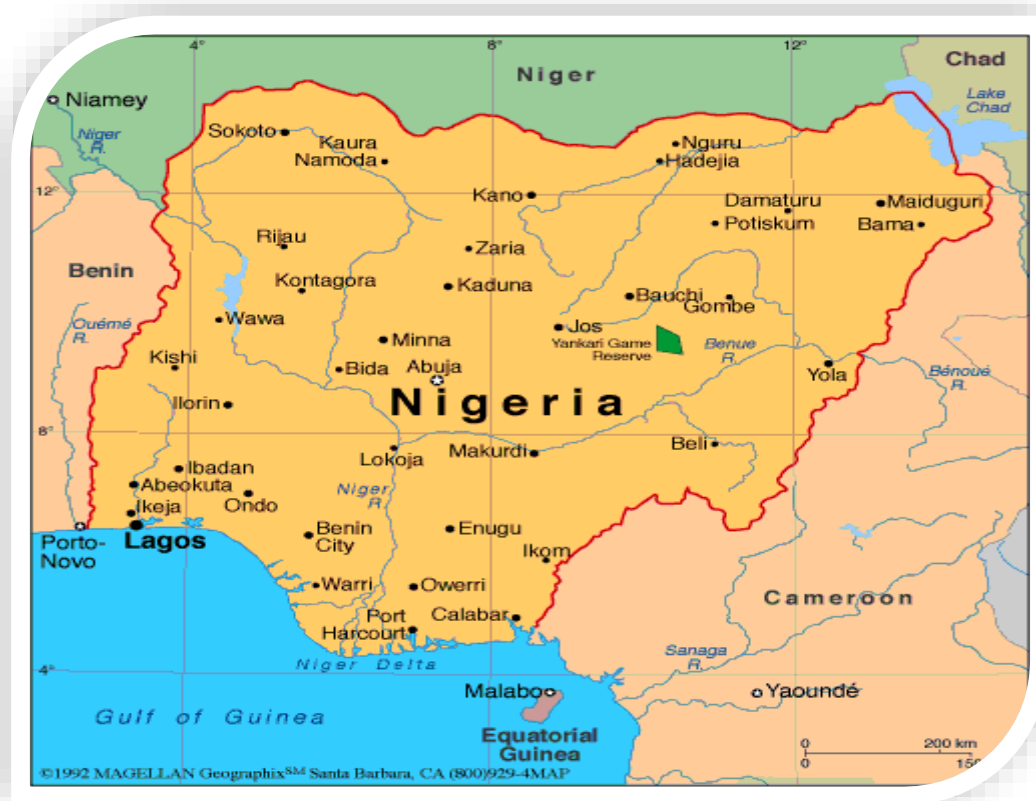 4°
8°
12°
Niger
Chad
Niamey
Lake
Chad
Niger
R.
Sokoto
Kaura
Namoda
Nguru
Hadejia
12°
Kano
Damaturu
Maiduguri
Potiskum
Bama
Rijau
Zaria
Benin
Kontagora
Kaduna
Bauchi
Gombe
Ouémé
R.
Wawa
Jos
Minna
Yankari Game
Reserve
Benue
R.
Kishi
Bida
Abuja
Yola
Bénoué
R.
Nigeria
Ilorin
8°
Lokoja
Makurdi
Beli
Ibadan
Abeokuta
Niger
R.
Ikeja
Ondo
Lagos
Benin
City
Enugu
Porto-
Novo
Ikom
Warri
Owerri
Cameroon
Port
Harcourt
Calabar
Niger Delta
Sanaga
R.
4°
Malabo
Yaoundé
Gulf of Guinea
Equatorial
Guinea
0
200 km
0
©1992 MAGELLAN Geographix℠ Santa Barbara, CA (800)929-4MAP